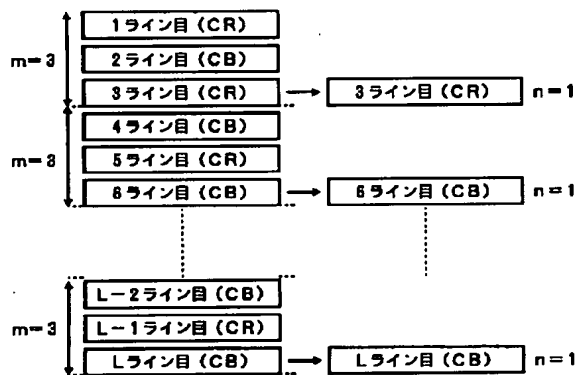 1ライン目(CR)
m=3 2ライン目(CB)
3ライン目(CR) 3ライン目(CR) n=1
4ライン目(CB)
m=3 5ライン目(CR)
6ライン目(CB) 6ライン目(CB) n=1
L-2ライン目(CB)
m=3 L-1ライン目(CR)
Lライン目(CB) Lライン目(CB) n=1